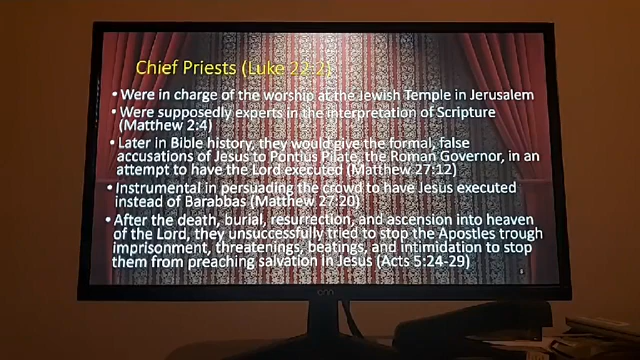 Chief Priests (Luke 22:2)
• Were in charge of the worship at the Jewish Temple in Jerusalem
• Were supposedly experts in the interpretation of Scripture
(Matthew 2:4)
• Later in Bible history, they would give the formal, false
accusations of Jesus to Pontius Pilate, the Roman Governor, in an
attempt to have the Lord executed (Matthew 27:12)
• Instrumental in persuading the crowd to have Jesus executed
instead of Barabbas (Matthew 27:20)
• After the death, burial, resurrection, and ascension into heaven
of the Lord, they unsuccessfully tried to stop the Apostles trough
imprisonment, threatenings, beatings, and intimidation to stop
them from preaching salvation in Jesus (Acts 5:24-29)
onn